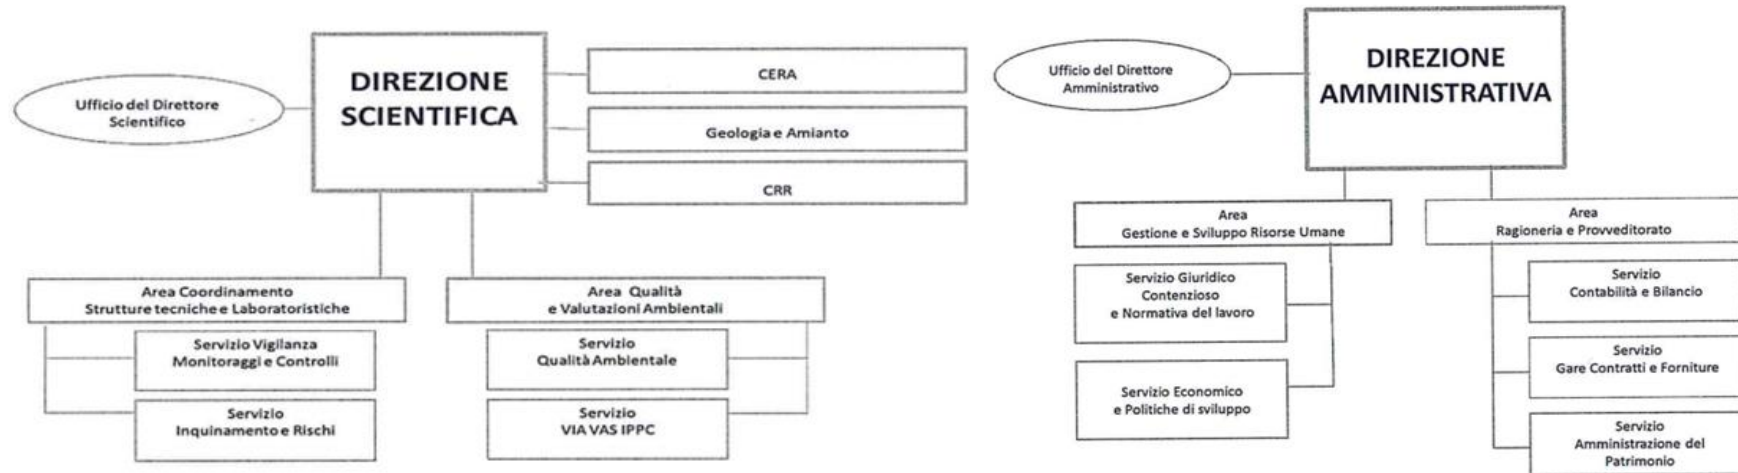 Ufficio del Direttore
Scientifico
DIREZIONE
SCIENTIFICA
CERA
Geologia e Amianto
CRR
Area Coordinamento
Strutture tecniche e Laboratoristiche
Servizio Vigilanza
Monitoraggi e Controlli
Servizio
Inquinamento e Rischi
Area Qualità
e Valutazioni Ambientali
Servizio
Qualità Ambientale
Servizio
VIA VAS IPPC
Ufficio del Direttore
Amministrativo
DIREZIONE
AMMINISTRATIVA
Area
Gestione e Sviluppo Risorse Umane
Servizio Giuridico
Contenzioso
e Normativa del lavoro
Servizio Economico
e Politiche di sviluppo
Area
Ragioneria e Provveditorato
Servizio
Contabilità e Bilancio
Servizio
Gare Contratti e Forniture
Servizio
Amministrazione del
Patrimonio